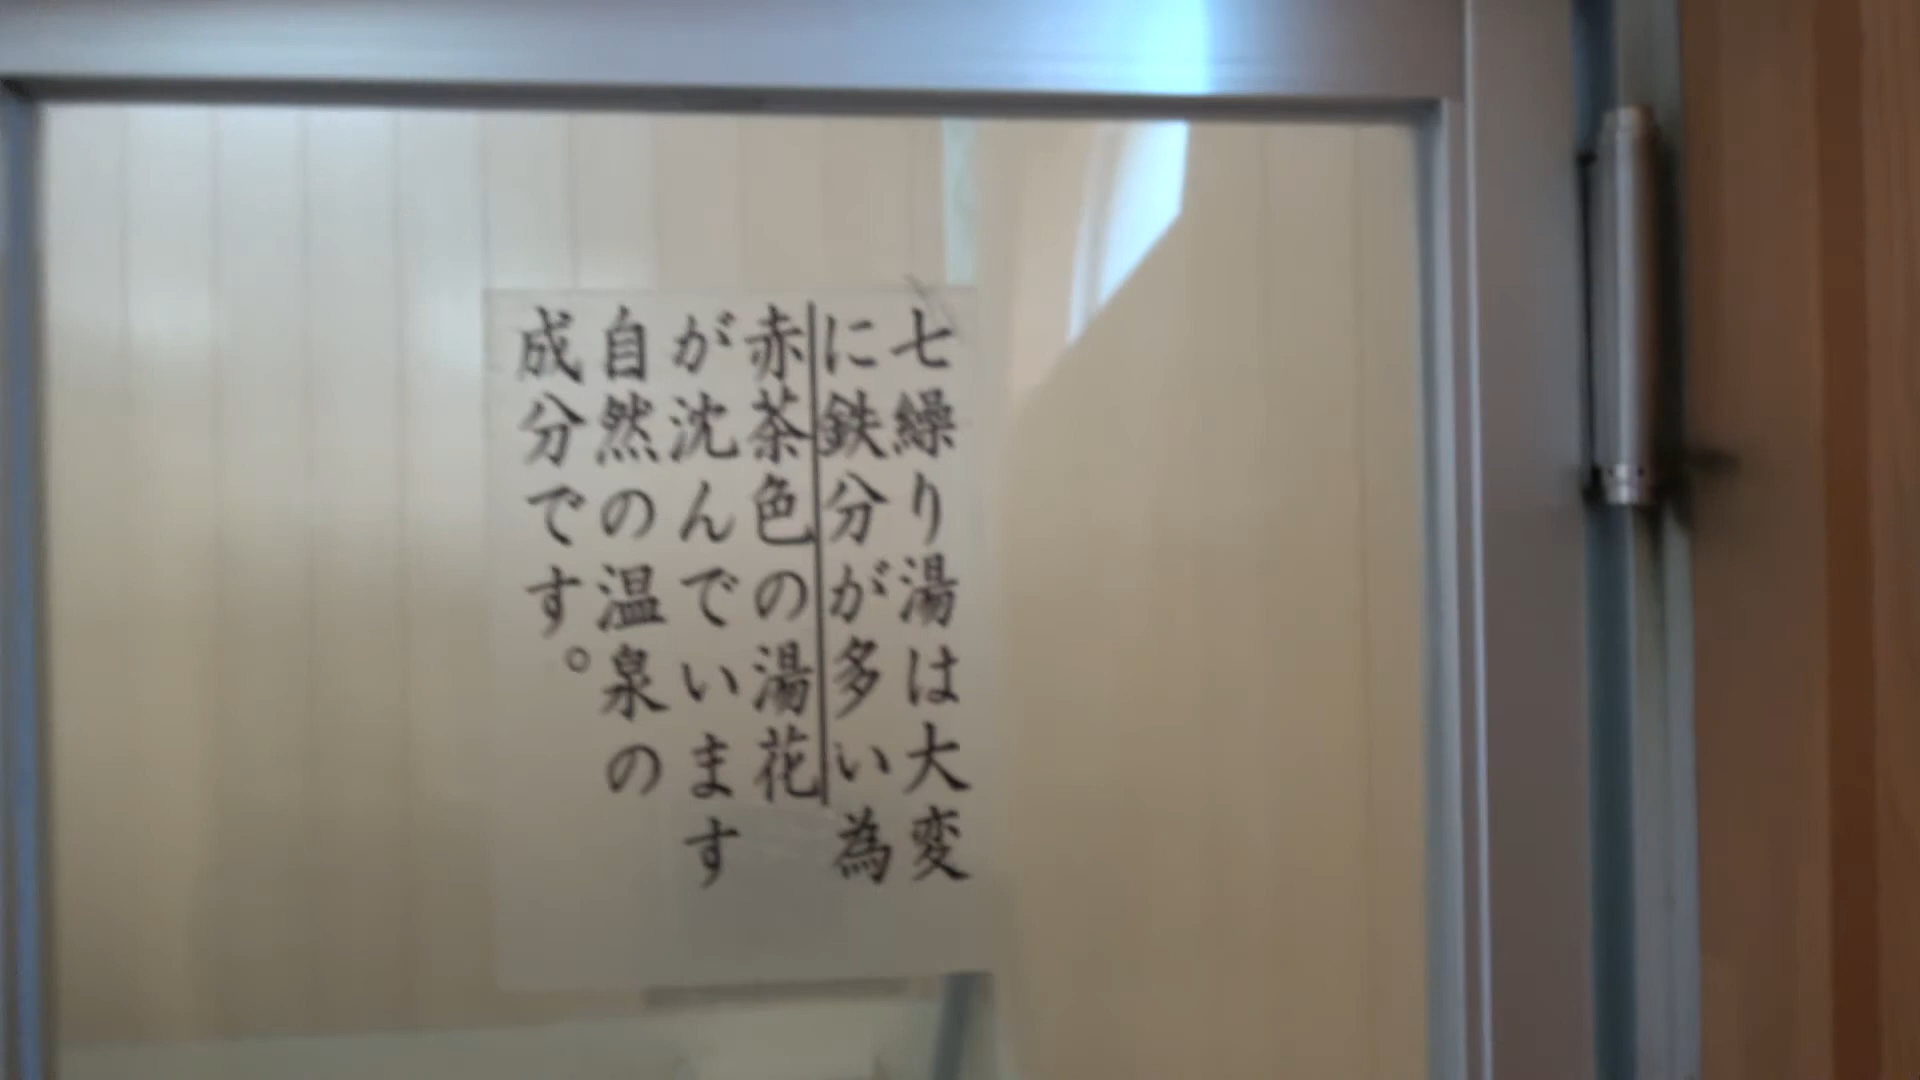 七繰り湯は大変
に鉄分が多い為
赤茶色の湯花
が沈んでいます
自然の温泉の
成分です。